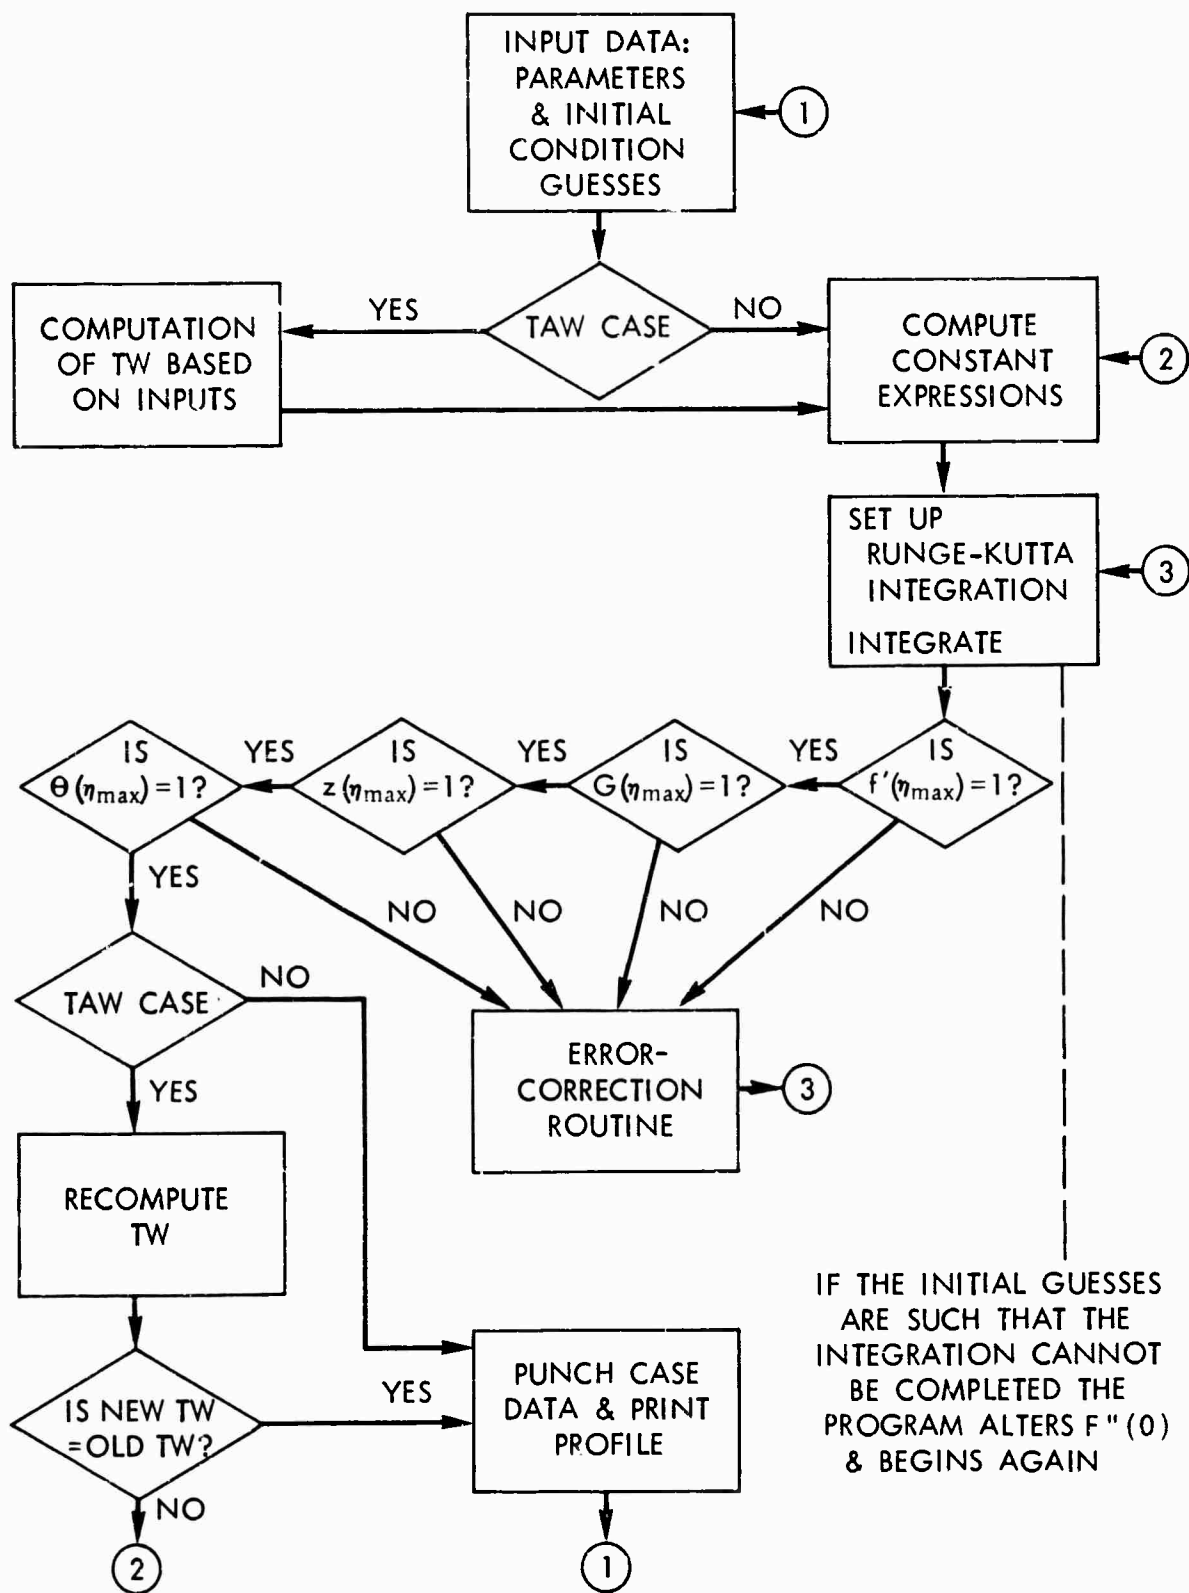 INPUT DATA:
PARAMETERS
& INITIAL
CONDITION
GUESSES
1
TAW CASE
YES
NO
COMPUTATION
OF TW BASED
ON INPUTS
COMPUTE
CONSTANT
EXPRESSIONS
2
SET UP
RUNGE-KUTTA
INTEGRATION
INTEGRATE
3
IS
f'(ηmax)=1?
YES
IS
G(ηmax)=1?
YES
IS
z(ηmax)=1?
YES
IS
Θ(ηmax)=1?
YES
NO
NO
NO
NO
TAW CASE
NO
YES
ERROR-
CORRECTION
ROUTINE
3
RECOMPUTE
TW
IS NEW TW
=OLD TW?
YES
NO
2
PUNCH CASE
DATA & PRINT
PROFILE
1
IF THE INITIAL GUESSES
ARE SUCH THAT THE
INTEGRATION CANNOT
BE COMPLETED THE
PROGRAM ALTERS F"(0)
& BEGINS AGAIN